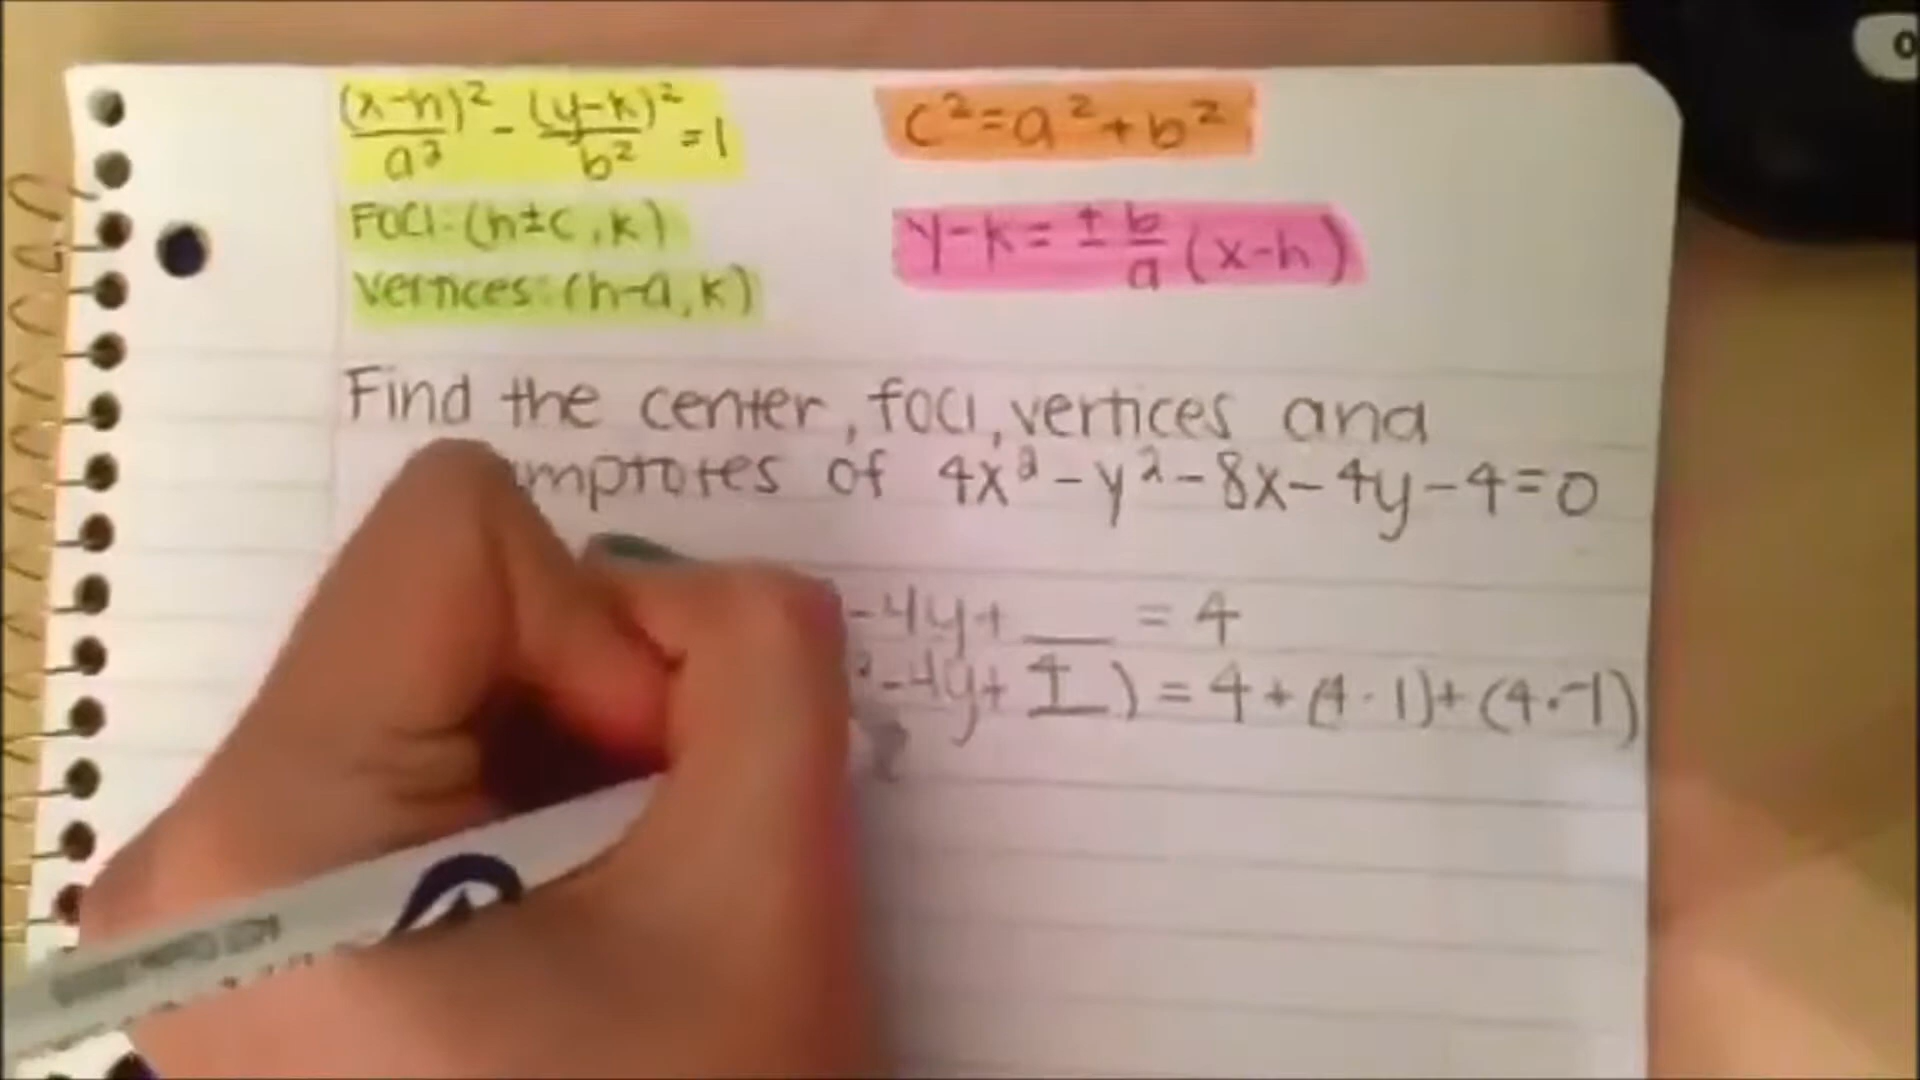 (x-h)² / a² - (y-k)² / b² = 1
c²=a²+b²
Foci: (h±c, k)
y-k= ± b/a (x-h)
vertices: (h-a, k)
Find the center, foci, vertices and
mptotes of 4x²-y²-8x-4y-4=0
-4y+ __ = 4
²-4y+ 4 ) = 4+(4·1)+(4·-1)